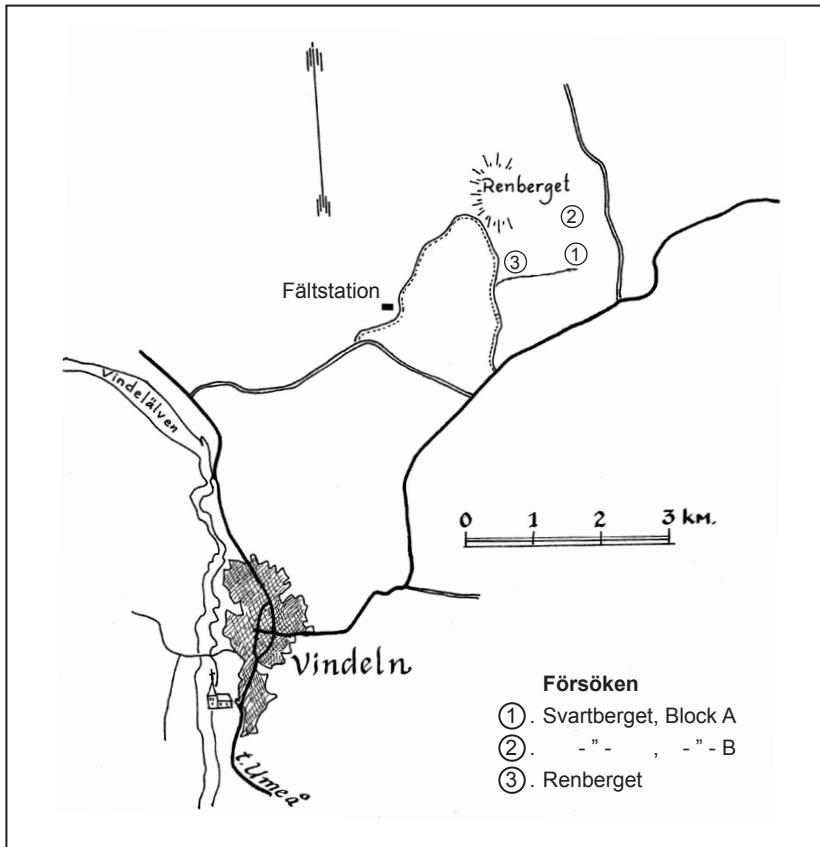 Renberget
②
①
③
Fältstation
Vindelälven
0 1 2 3 km.
Vindeln
t. Umeå
Försöken
①. Svartberget, Block A
②. - ” - , - ” - B
③. Renberget